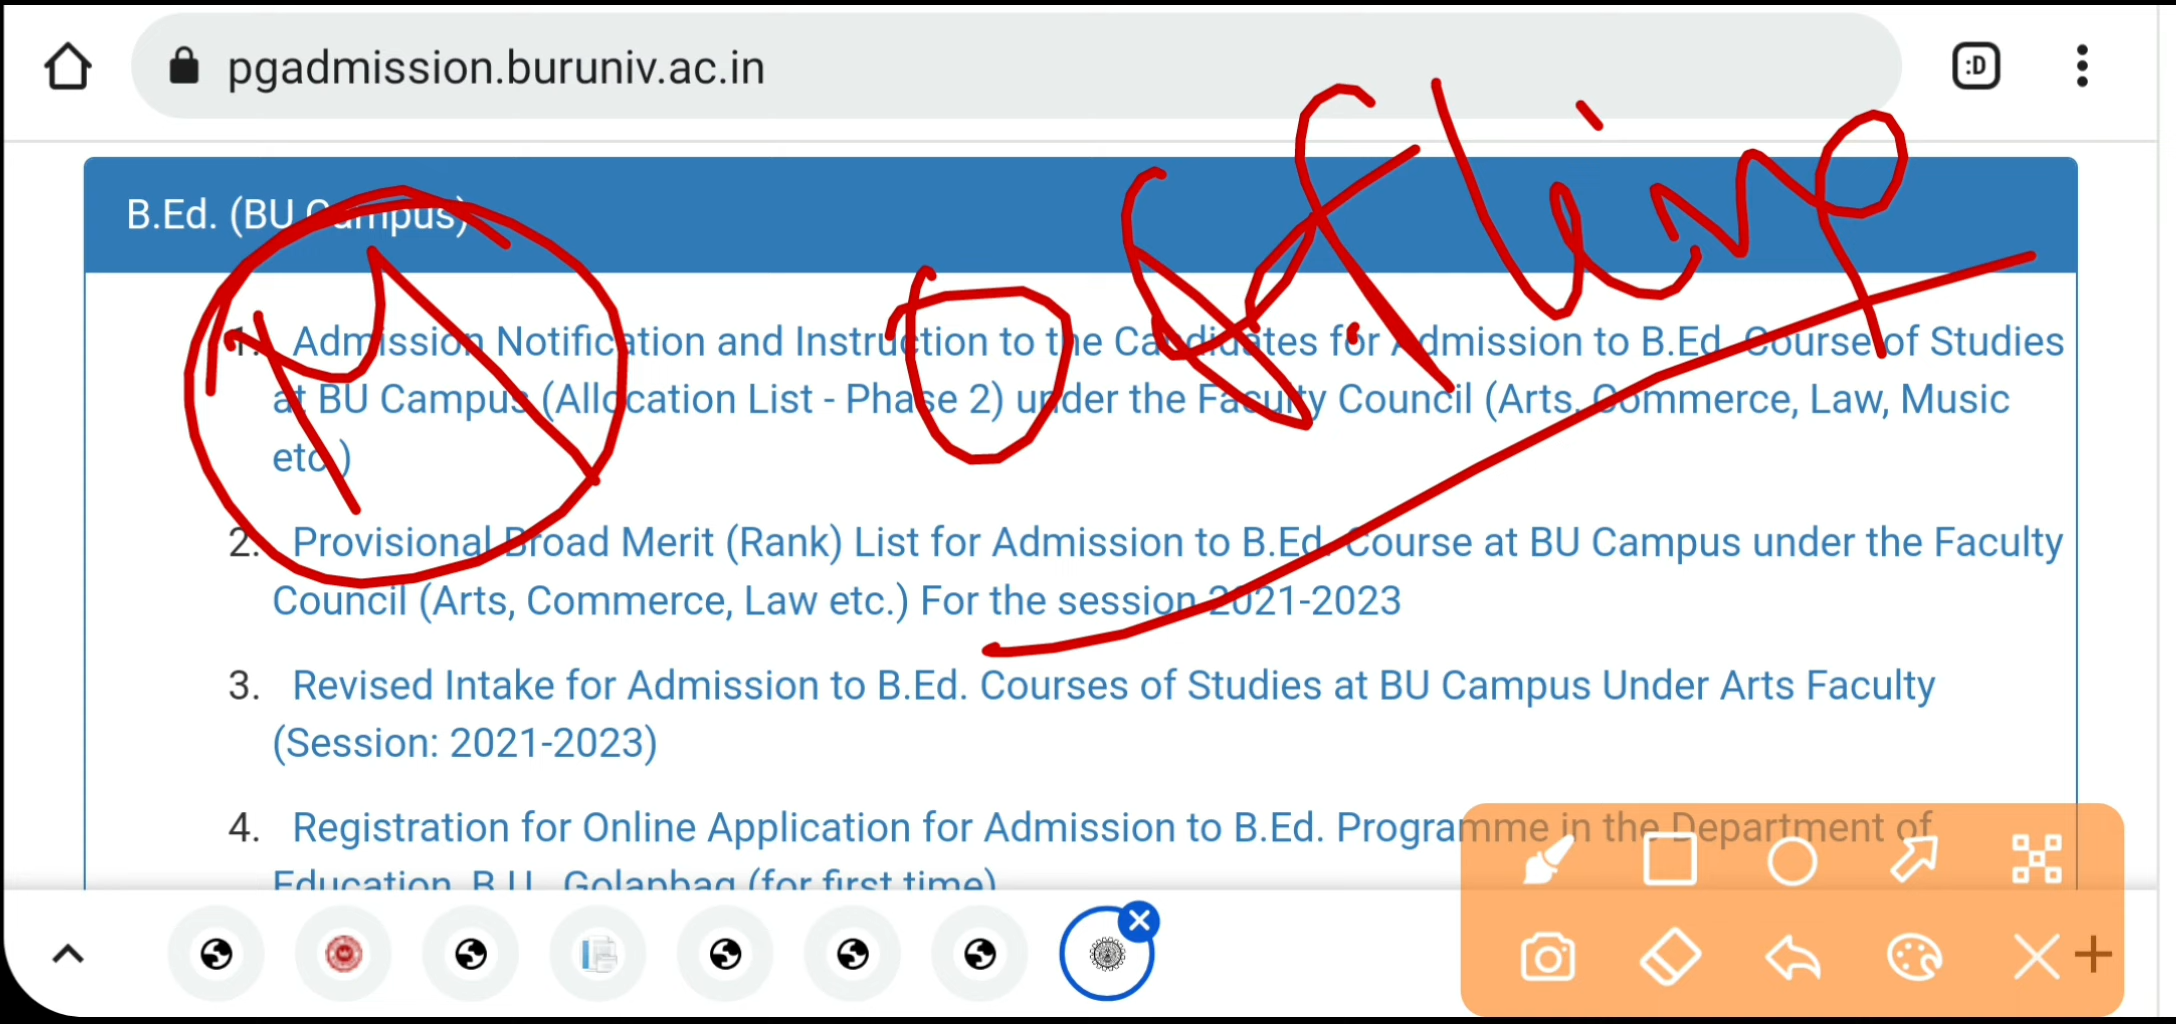 pgadmission.buruniv.ac.in
:D
B.Ed. (BU Campus)
offline
1. Admission Notification and Instruction to the Candidates for Admission to B.Ed. Course of Studies
at BU Campus (Allocation List - Phase 2) under the Faculty Council (Arts, Commerce, Law, Music
etc.)
2. Provisional Broad Merit (Rank) List for Admission to B.Ed. Course at BU Campus under the Faculty
Council (Arts, Commerce, Law etc.) For the session 2021-2023
3. Revised Intake for Admission to B.Ed. Courses of Studies at BU Campus Under Arts Faculty
(Session: 2021-2023)
4. Registration for Online Application for Admission to B.Ed. Programme in the Department of
Education, B.U., Golapbag (for first time)